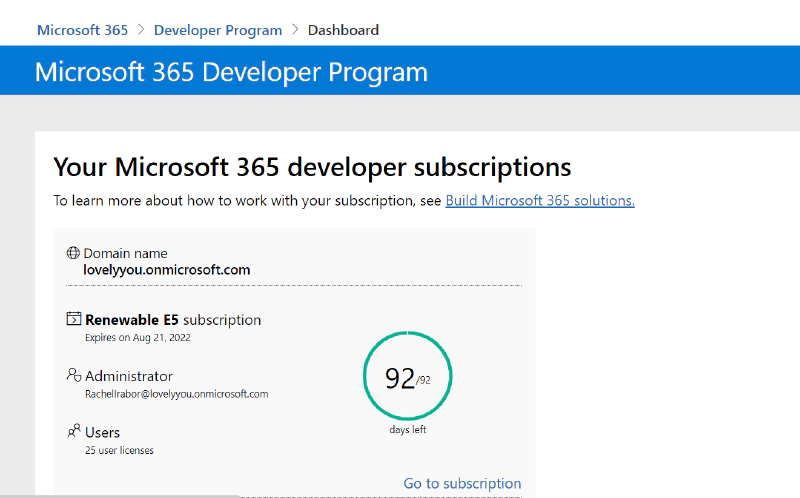 Microsoft 365 > Developer Program > Dashboard
Microsoft 365 Developer Program
Your Microsoft 365 developer subscriptions
To learn more about how to work with your subscription, see Build Microsoft 365 solutions.
Domain name
lovelyyou.onmicrosoft.com
Renewable E5 subscription
Expires on Aug 21, 2022
92/92
days left
Administrator
RachelIrabor@lovelyyou.onmicrosoft.com
Users
25 user licenses
Go to subscription